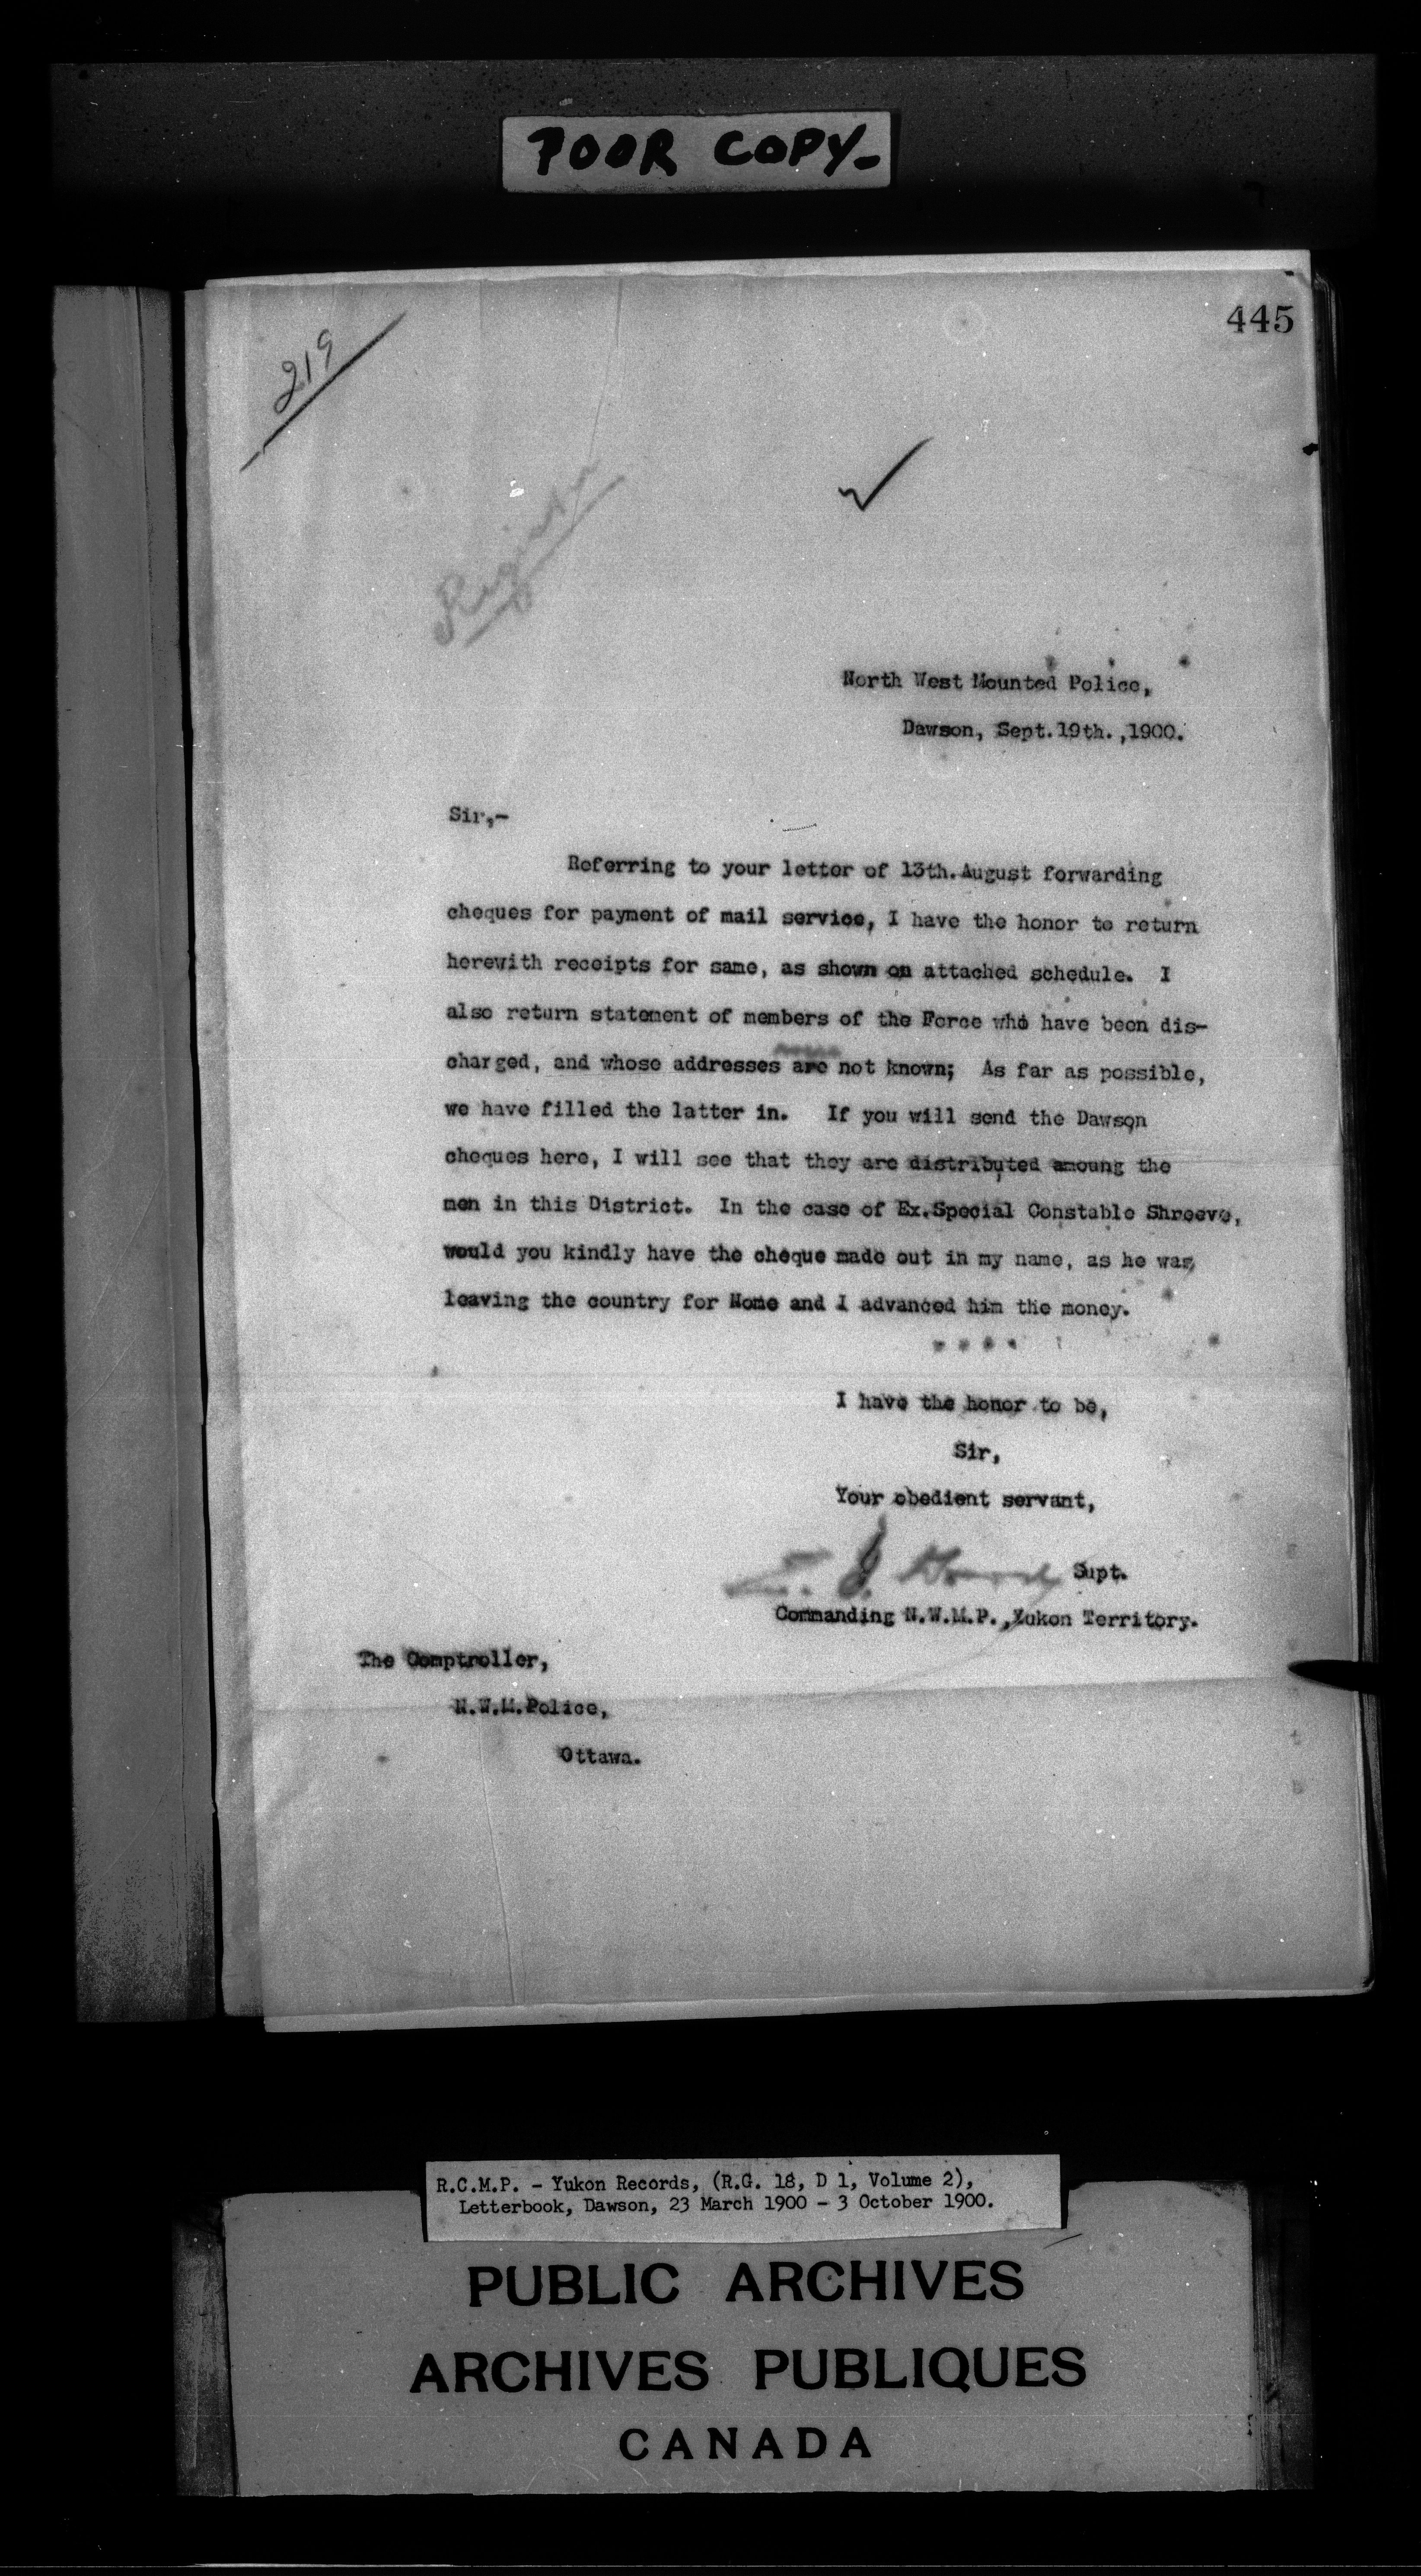 POOR COPY-
445
219
North West Mounted Police,
Dawson, Sept.19th.,1900.
Sir,-
Referring to your letter of 13th.August forwarding
cheques for payment of mail service, I have the honor to return
herewith receipts for same, as shown on attached schedule. I
also return statement of members of the Force who have been dis-
charged, and whose addresses are not known; As far as possible,
we have filled the latter in. If you will send the Dawson
cheques here, I will see that they are distributed amoung the
men in this District. In the case of Ex.Special Constable Shreeve,
would you kindly have the cheque made out in my name, as he was
leaving the country for Nome and I advanced him the money.
I have the honor to be,
Sir,
Your obedient servant,
Supt.
Commanding N.W.M.P.,Yukon Territory.
The Comptroller,
N.W.M.Police,
Ottawa.
R.C.M.P. - Yukon Records, (R.G. 18, D 1, Volume 2),
Letterbook, Dawson, 23 March 1900 - 3 October 1900.
PUBLIC ARCHIVES
ARCHIVES PUBLIQUES
CANADA